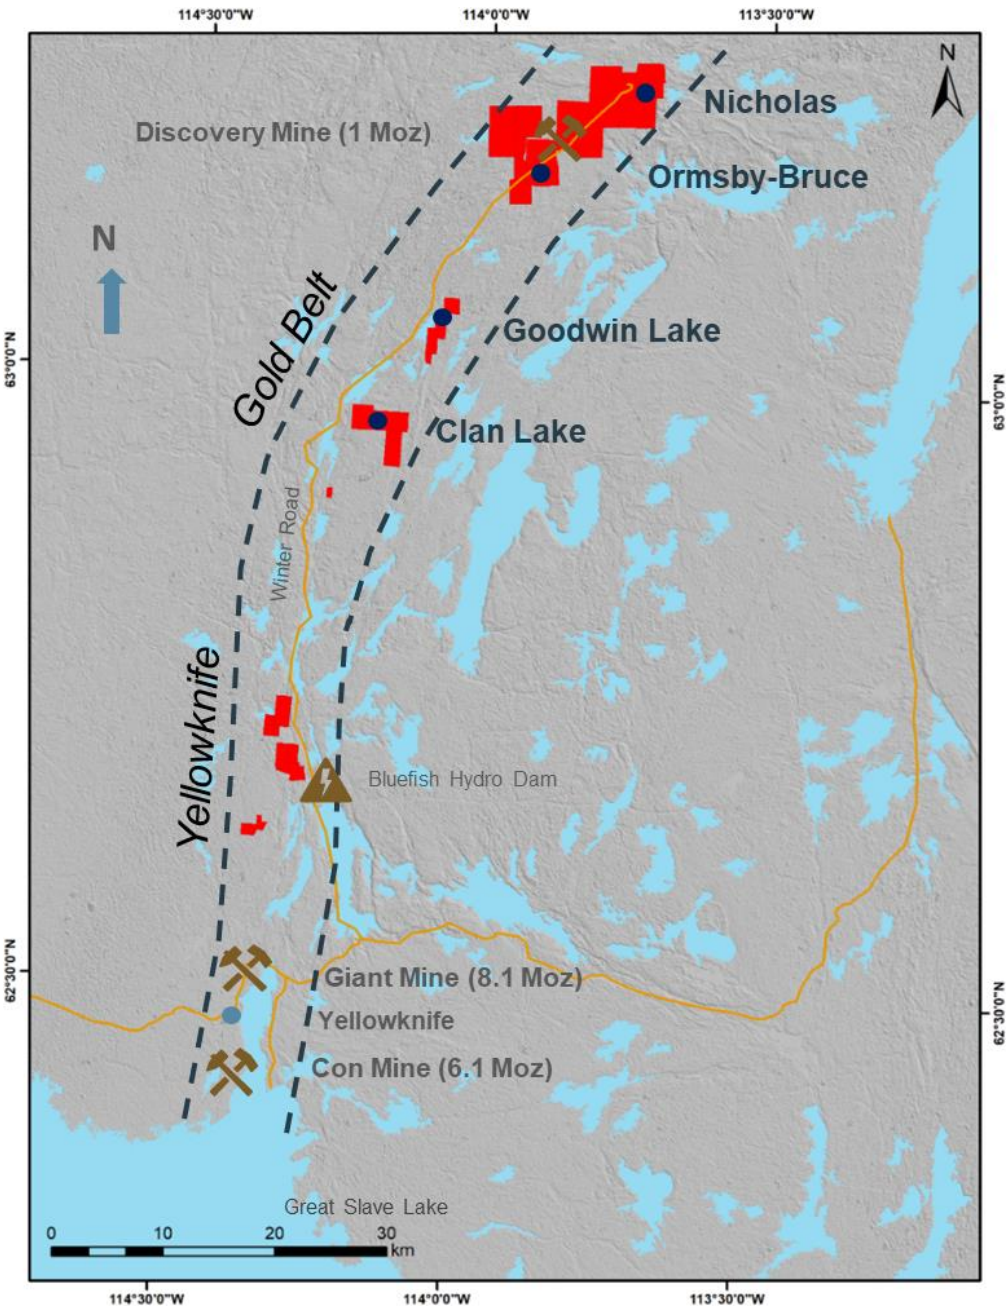 114°30'0"W
114°0'0"W
113°30'0"W
N
Nicholas
Discovery Mine (1 Moz)
Ormsby-Bruce
N
Gold Belt
Goodwin Lake
63°0'0"N
63°0'0"N
Clan Lake
Winter Road
Yellowknife
Bluefish Hydro Dam
62°30'0"N
Giant Mine (8.1 Moz)
62°30'0"N
Yellowknife
Con Mine (6.1 Moz)
Great Slave Lake
0 10 20 30
km
114°30'0"W
114°0'0"W
113°30'0"W